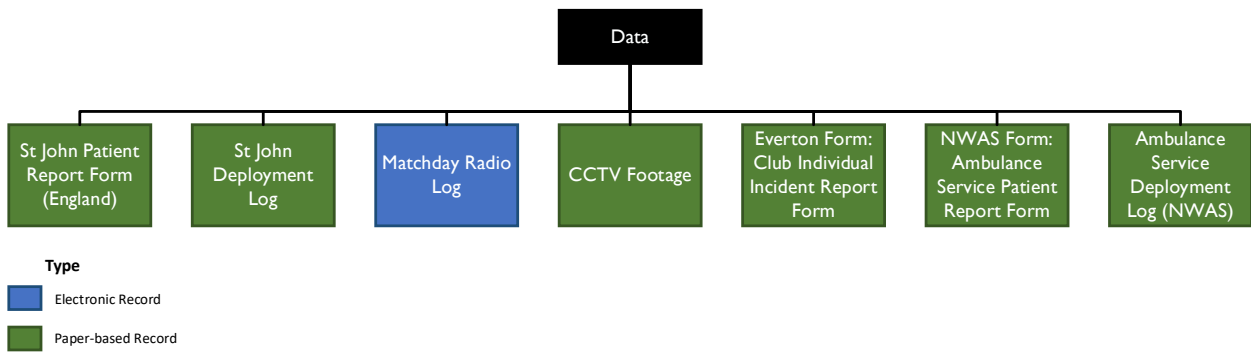 Data
St John Patient
Report Form
(England)
St John
Deployment
Log
Matchday Radio
Log
CCTV Footage
Everton Form:
Club Individual
Incident Report
Form
NWAS Form:
Ambulance
Service Patient
Report Form
Ambulance
Service
Deployment
Log (NWAS)
Type
Electronic Record
Paper-based Record